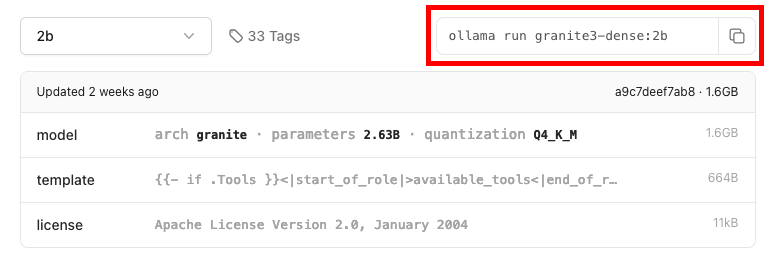 2b
33 Tags
ollama run granite3-dense:2b
Updated 2 weeks ago a9c7deef7ab8 · 1.6GB
model arch granite · parameters 2.63B · quantization Q4_K_M 1.6GB
template {{- if .Tools }}<|start_of_role|>available_tools<|end_of_r… 664B
license Apache License Version 2.0, January 2004 11kB